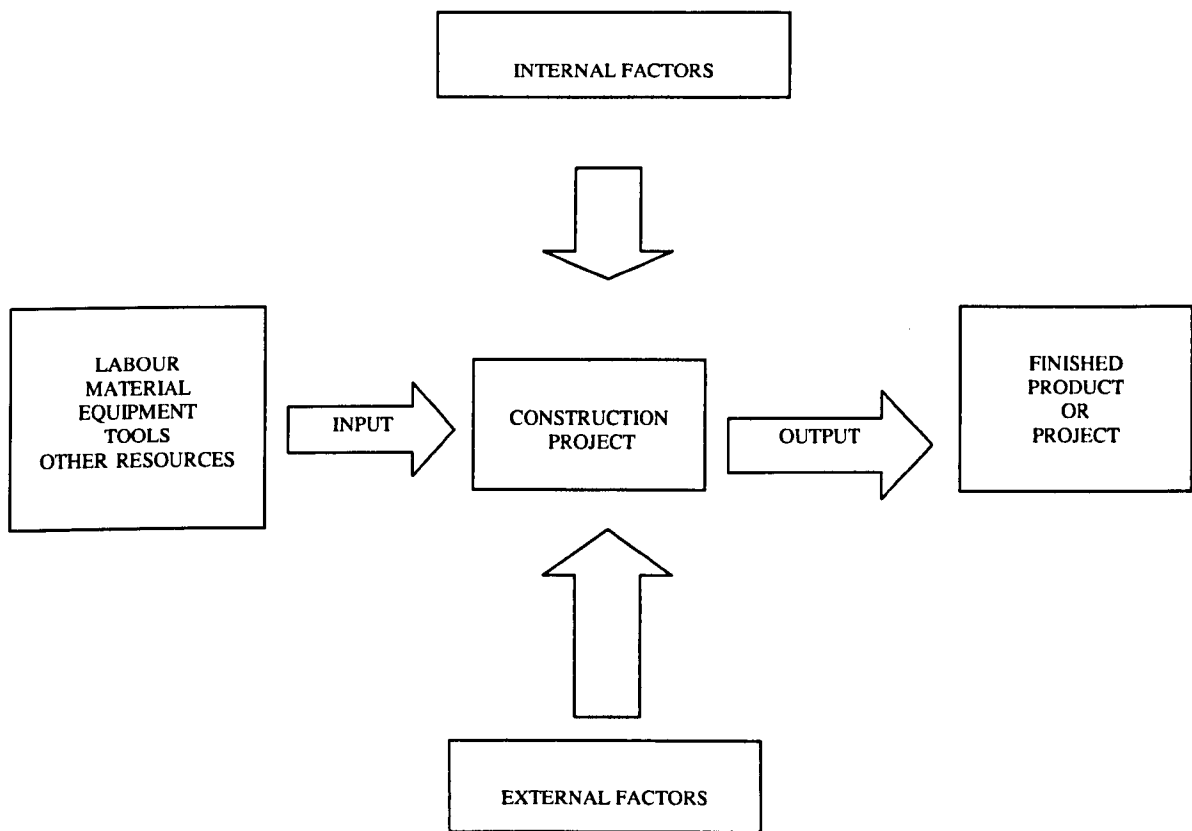 INTERNAL FACTORS
LABOUR
MATERIAL
EQUIPMENT
TOOLS
OTHER RESOURCES
INPUT
CONSTRUCTION
PROJECT
OUTPUT
FINISHED
PRODUCT
OR
PROJECT
EXTERNAL FACTORS